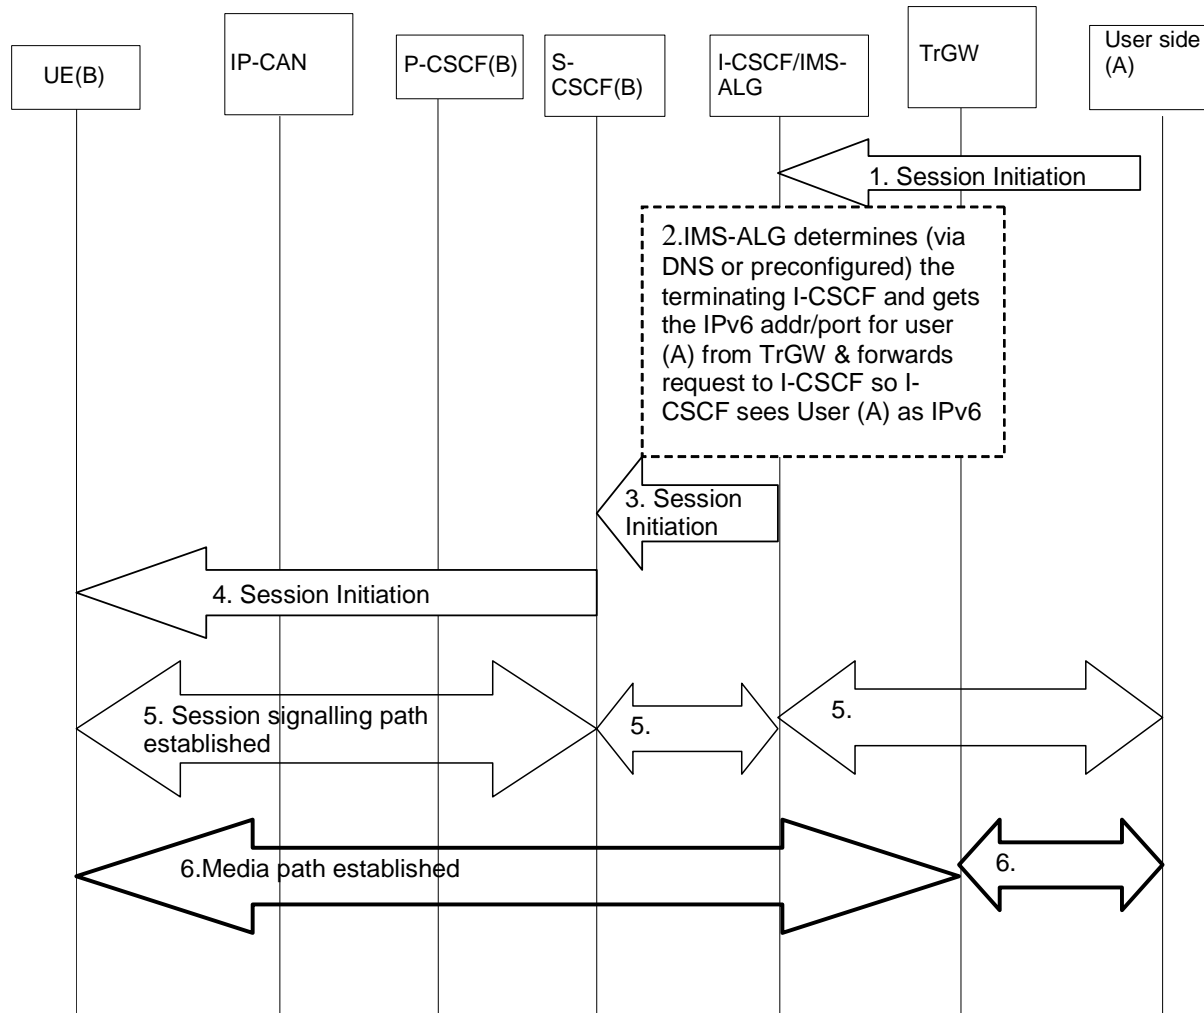 UE(B)
IP-CAN
P-CSCF(B)
S-
CSCF(B)
I-CSCF/IMS-
ALG
TrGW
User side
(A)
1. Session Initiation
2.IMS-ALG determines (via
DNS or preconfigured) the
terminating I-CSCF and gets
the IPv6 addr/port for user
(A) from TrGW & forwards
request to I-CSCF so I-
CSCF sees User (A) as IPv6
3. Session
Initiation
4. Session Initiation
5. Session signalling path
established
5.
5.
6.Media path established
6.